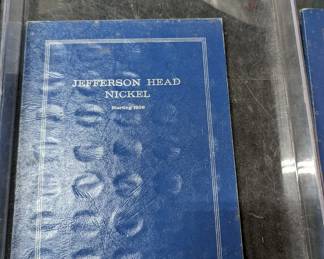 JEFFERSON HEAD
NICKEL
Starting 1938